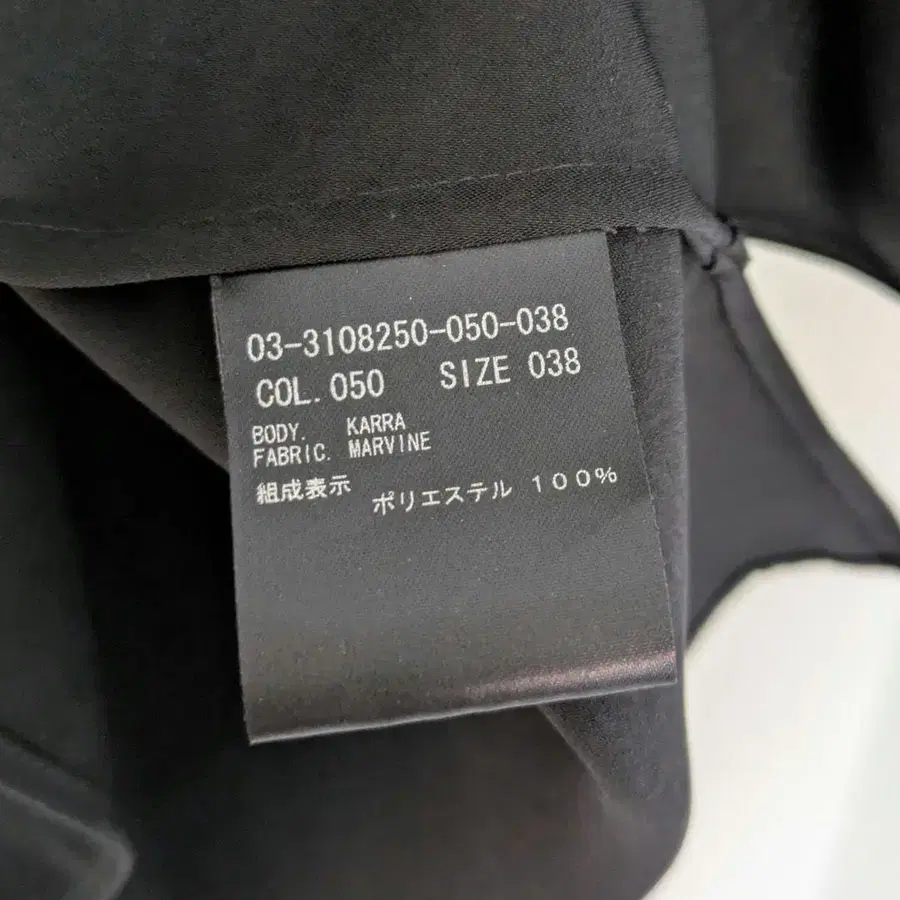 03-3108250-050-038
COL.050 SIZE 038
BODY. KARRA
FABRIC. MARVINE
組成表示
ポリエステル 100%